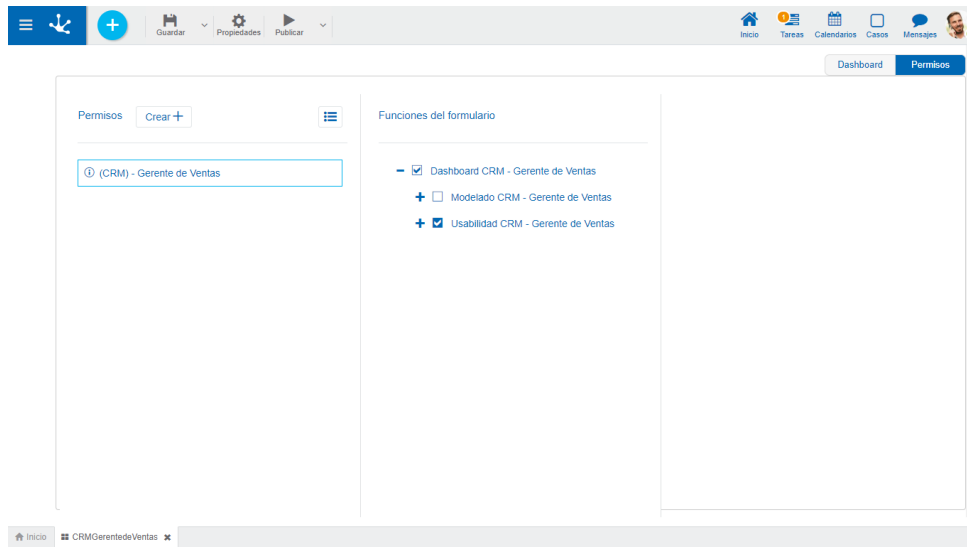 Guardar
Propiedades
Publicar
Inicio
1
Tareas
Calendarios
Casos
Mensajes
Dashboard
Permisos
Permisos
Crear
Funciones del formulario
(CRM) - Gerente de Ventas
Dashboard CRM - Gerente de Ventas
Modelado CRM - Gerente de Ventas
Usabilidad CRM - Gerente de Ventas
Inicio
CRMGerentedeVentas